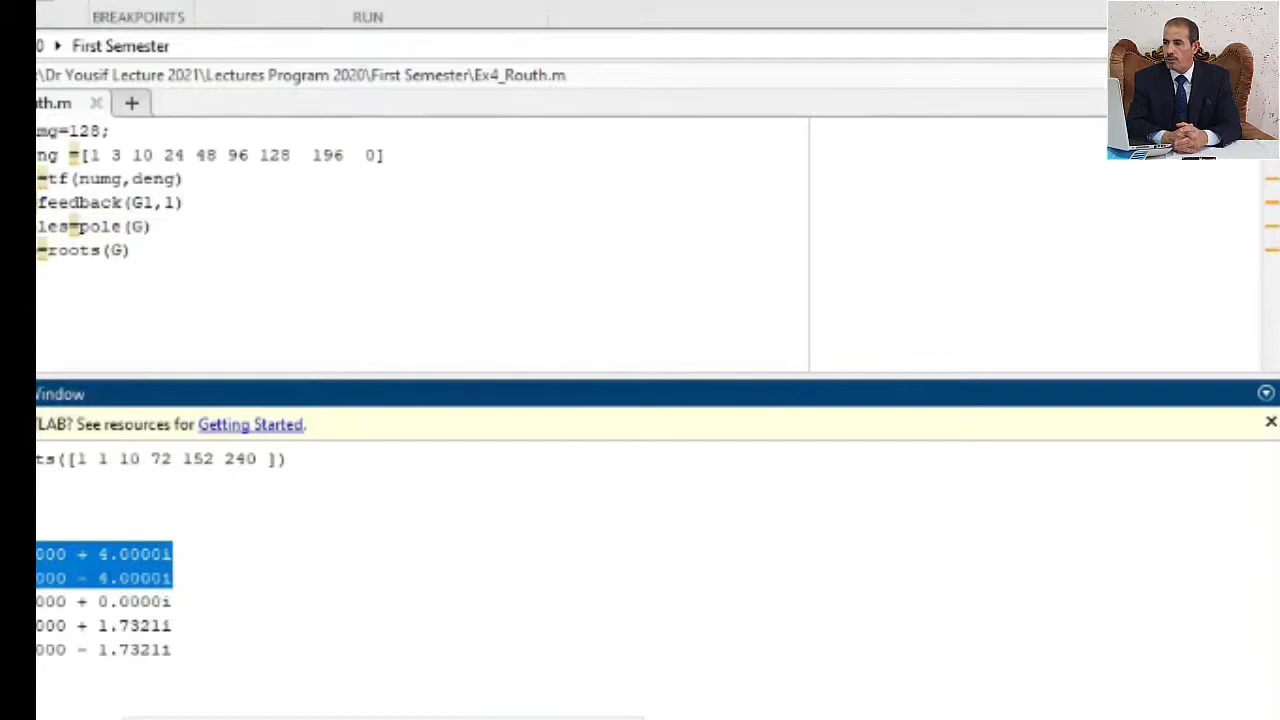 BREAKPOINTS RUN
0 First Semester
\Dr Yousif Lecture 2021\Lectures Program 2020\First Semester\Ex4_Routh.m
uth.m × +
mg=128;
ng =[1 3 10 24 48 96 128 196 0]
=tf(numg,deng)
feedback(G1,1)
les=pole(G)
=roots(G)
Window
LAB? See resources for Getting Started.
ts([1 1 10 72 152 240 ])
000 + 4.0000i
000 - 4.0000i
000 + 0.0000i
000 + 1.7321i
000 - 1.7321i